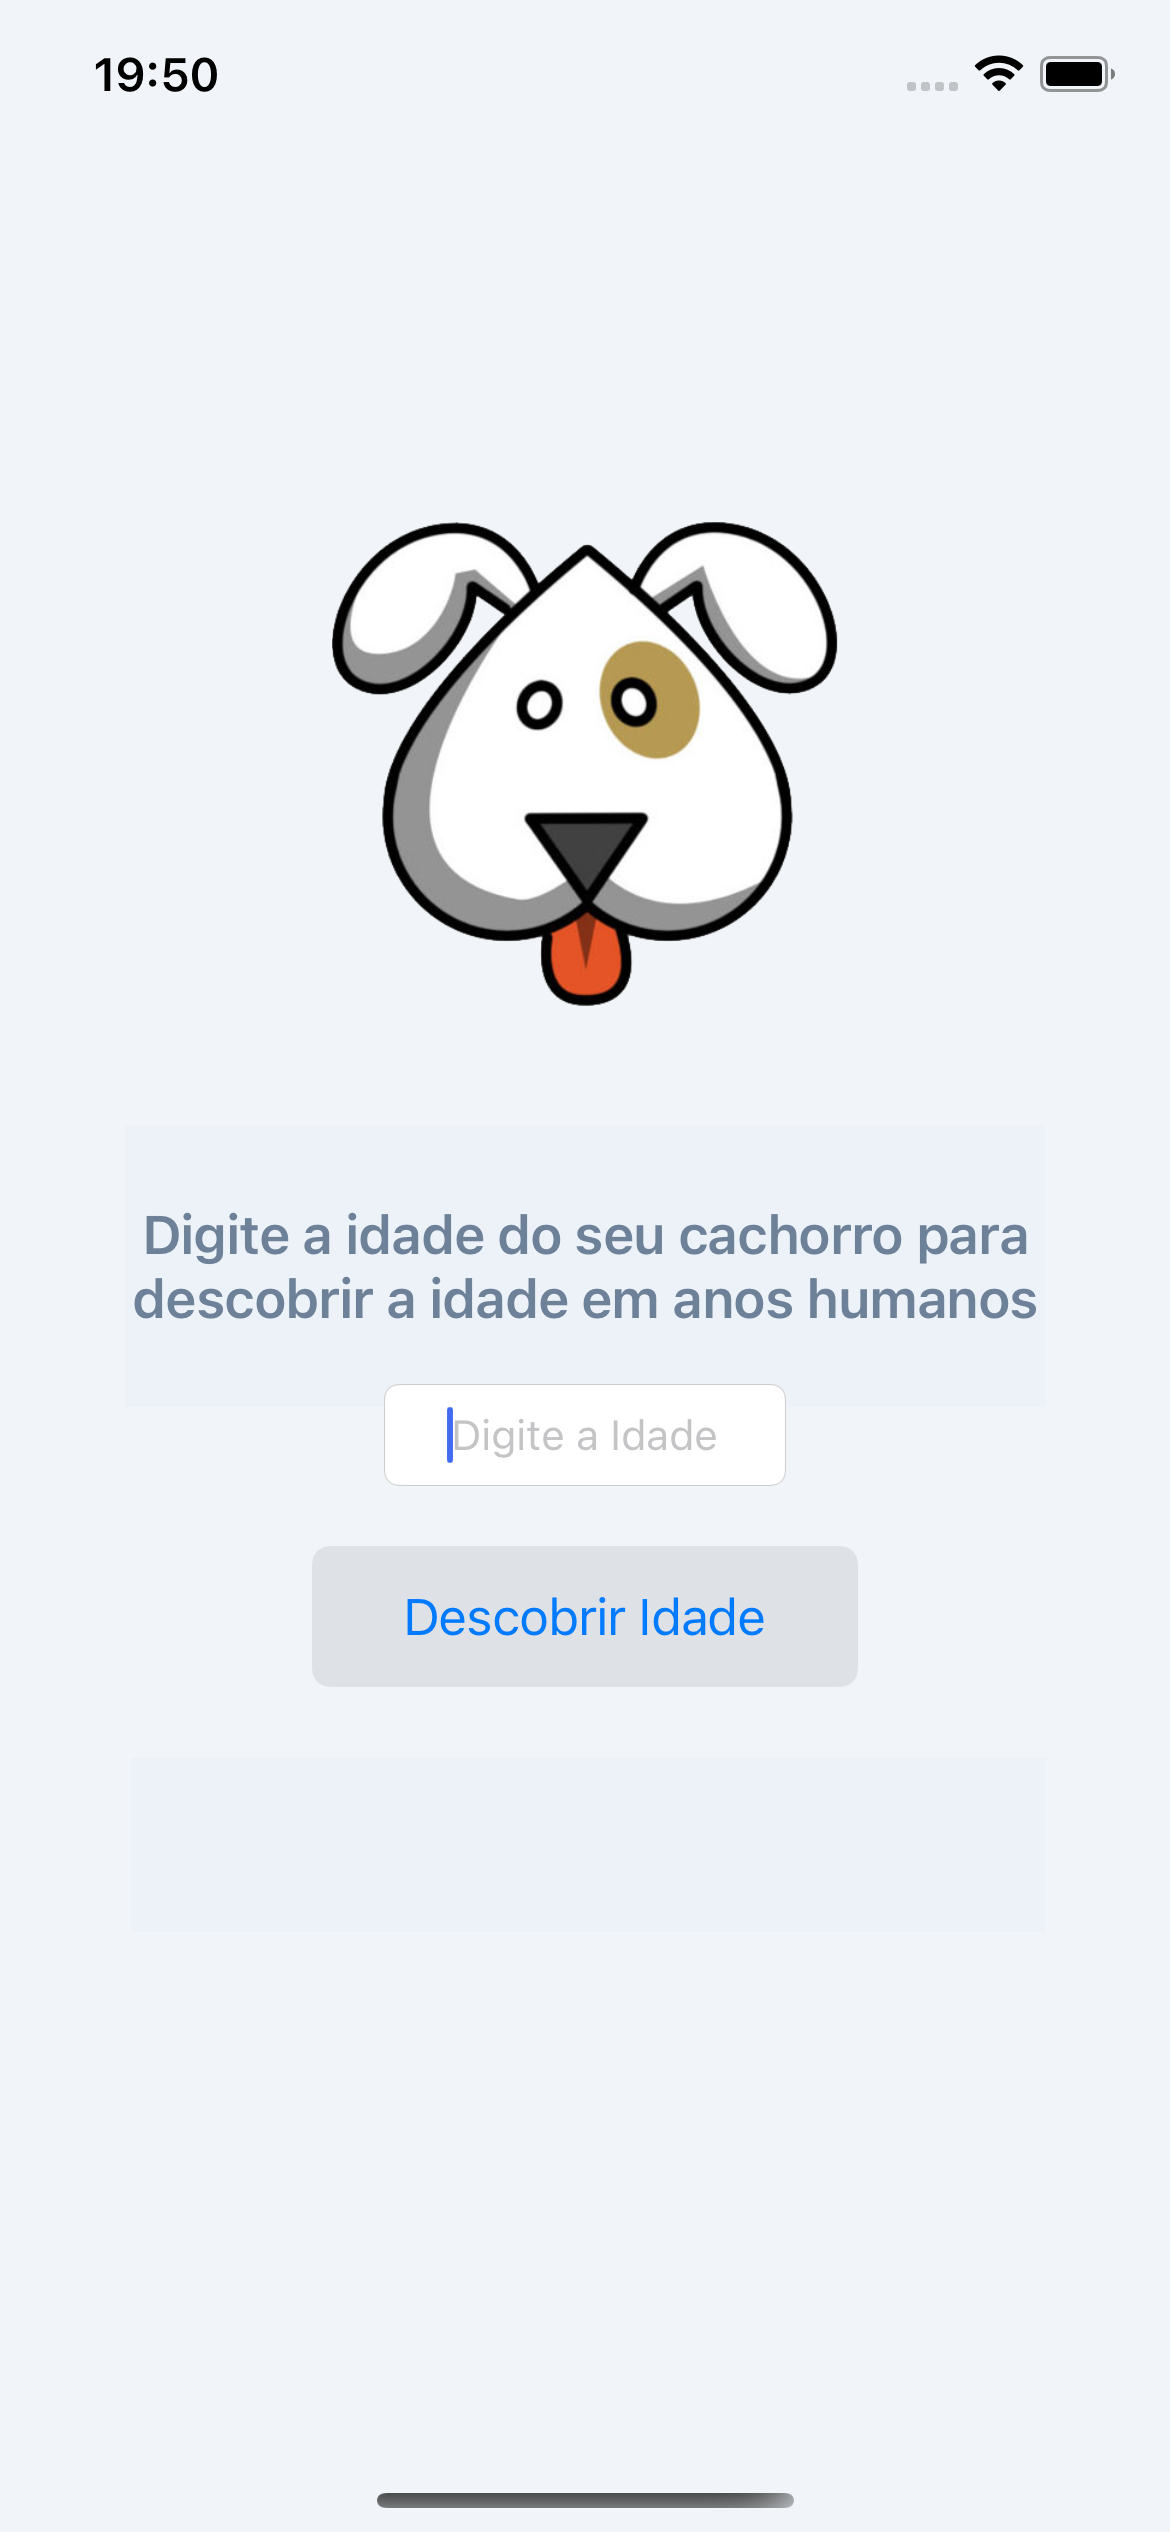 19:50
Digite a idade do seu cachorro para
descobrir a idade em anos humanos
Digite a Idade
Descobrir Idade